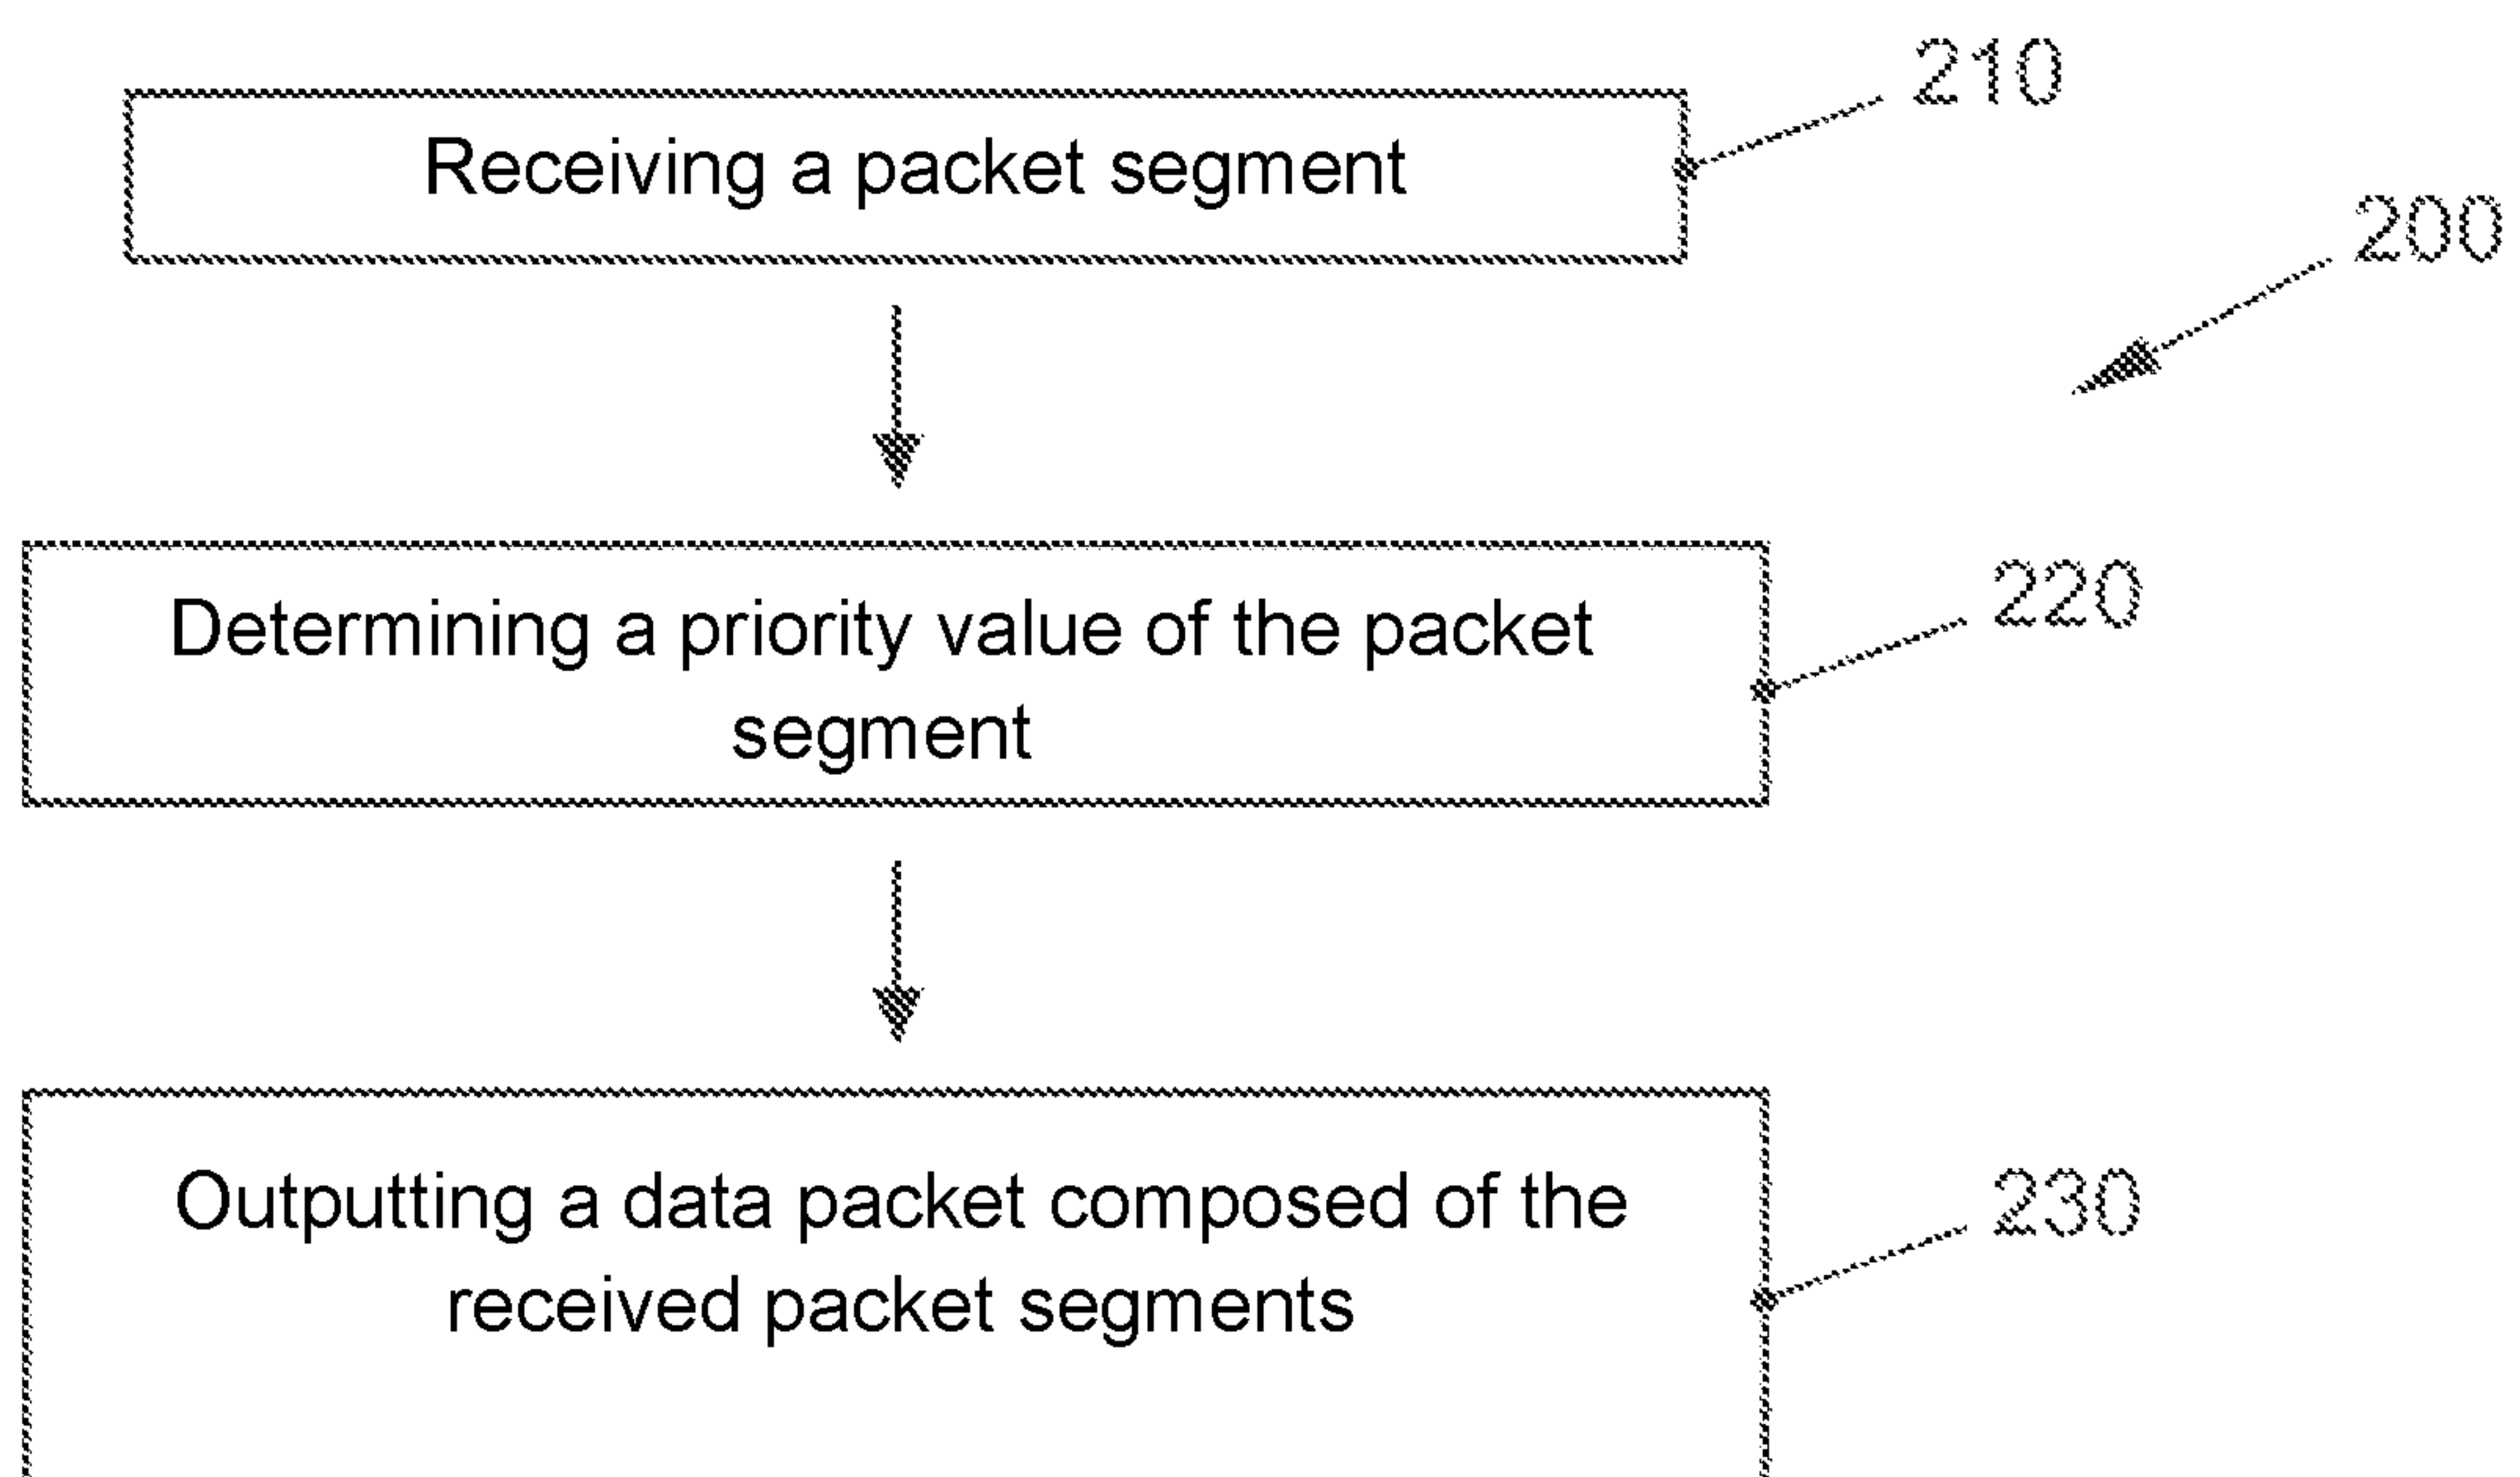 210
Receiving a packet segment
200
220
Determining a priority value of the packet
segment
230
Outputting a data packet composed of the
received packet segments